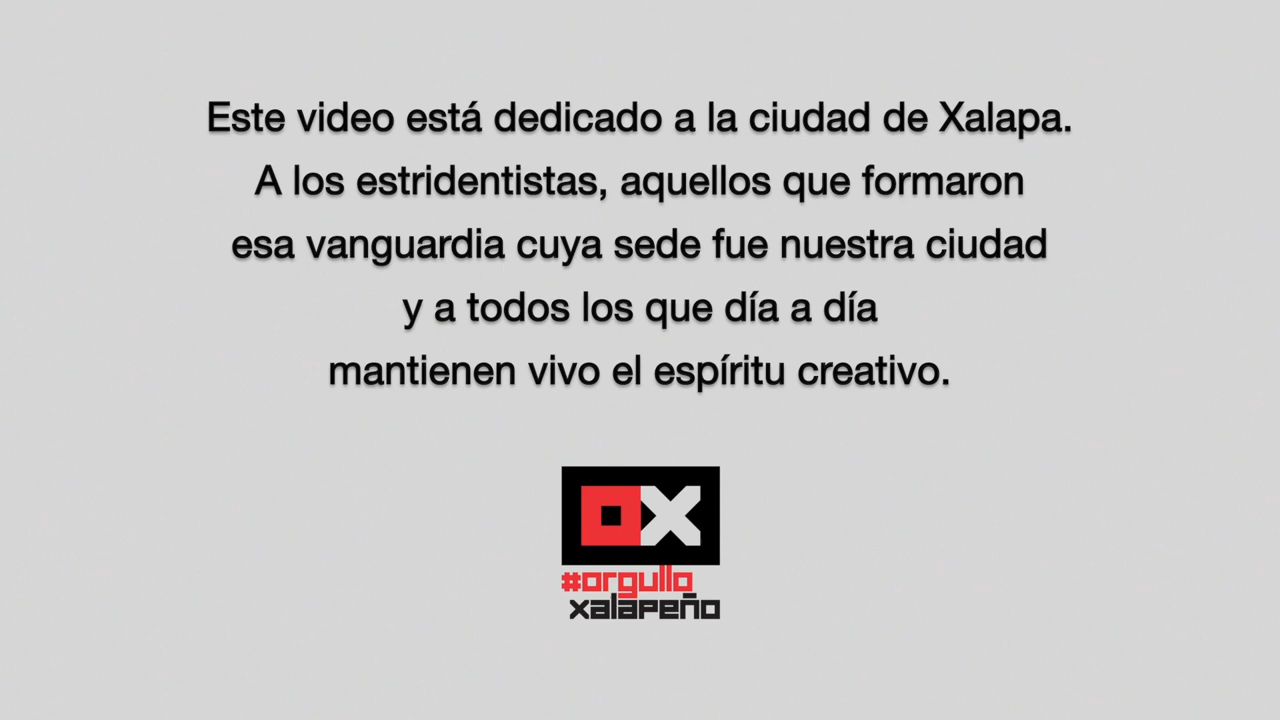 Este video está dedicado a la ciudad de Xalapa.
A los estridentistas, aquellos que formaron
esa vanguardia cuya sede fue nuestra ciudad
y a todos los que día a día
mantienen vivo el espíritu creativo.
OX
#orgullo
xalapeño